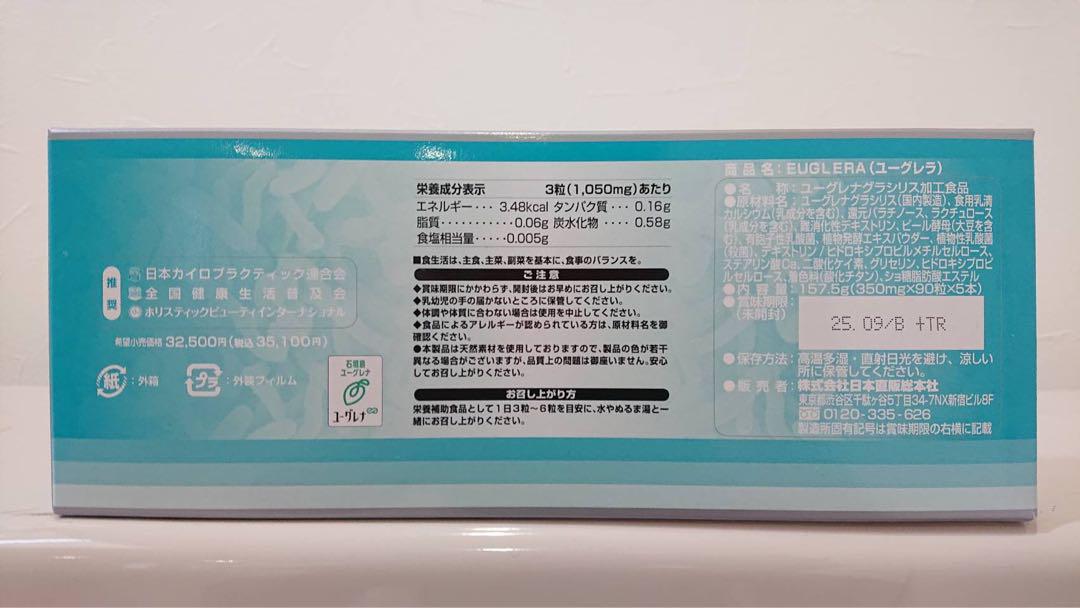 推奨
日本カイロプラクティック連合会
全国健康生活普及会
ホリスティックビューティインターナショナル
希望小売価格 32,500円(税込35,100円)
紙 :外箱
プラ :外装フィルム
石垣島
ユーグレナ
ユーグレナ
栄養成分表示 3粒(1,050mg)あたり
エネルギー・・・3.48kcal タンパク質・・・0.16g
脂質・・・・・・・・・・・0.06g 炭水化物・・・・0.58g
食塩相当量・・・・・0.005g
■食生活は、主食、主菜、副菜を基本に、食事のバランスを。
ご注意
◆賞味期限にかかわらず、開封後はお早めにお召し上がりください。
◆乳幼児の手の届かないところに保管してください。
◆体調や体質に合わない場合は使用を中止してください。
◆食品によるアレルギーが認められている方は、原材料名を御
確認ください。
●本製品は天然素材を使用しておりますので、製品の色が若干
異なる場合がございますが、品質上の問題は御座いません。安心
してお召し上がりください。
お召し上がり方
栄養補助食品として1日3粒〜6粒を目安に、水やぬるま湯と一
緒にお召し上がりください。
商品名:EUGLERA(ユーグレラ)
●名 称:ユーグレナグラシリス加工食品
●原材料名:ユーグレナグラシリス(国内製造)、食用乳清
カルシウム(乳成分を含む)、還元パラチノース、ラクチュロース
(乳成分を含む)、難消化性デキストリン、ビール酵母(大豆を含
む)、有胞子性乳酸菌、植物発酵エキスパウダー、植物性乳酸菌
(殺菌)、デキストリン/ヒドロキシプロピルメチルセルロース、
ステアリン酸Ca、二酸化ケイ素、グリセリン、ヒドロキシプロピ
ルセルロース、着色料(酸化チタン)、ショ糖脂肪酸エステル
●内容量:157.5g(350mg×90粒×5本)
●賞味期限:
(未開封)
25.09/B +TR
●保存方法:高温多湿・直射日光を避け、涼しい
所に保管してください。
●販売者:株式会社日本直販総本社
東京都渋谷区千駄ケ谷5丁目34-7NX新宿ビル8F
0120-335-626
製造所固有記号は賞味期限の右横に記載